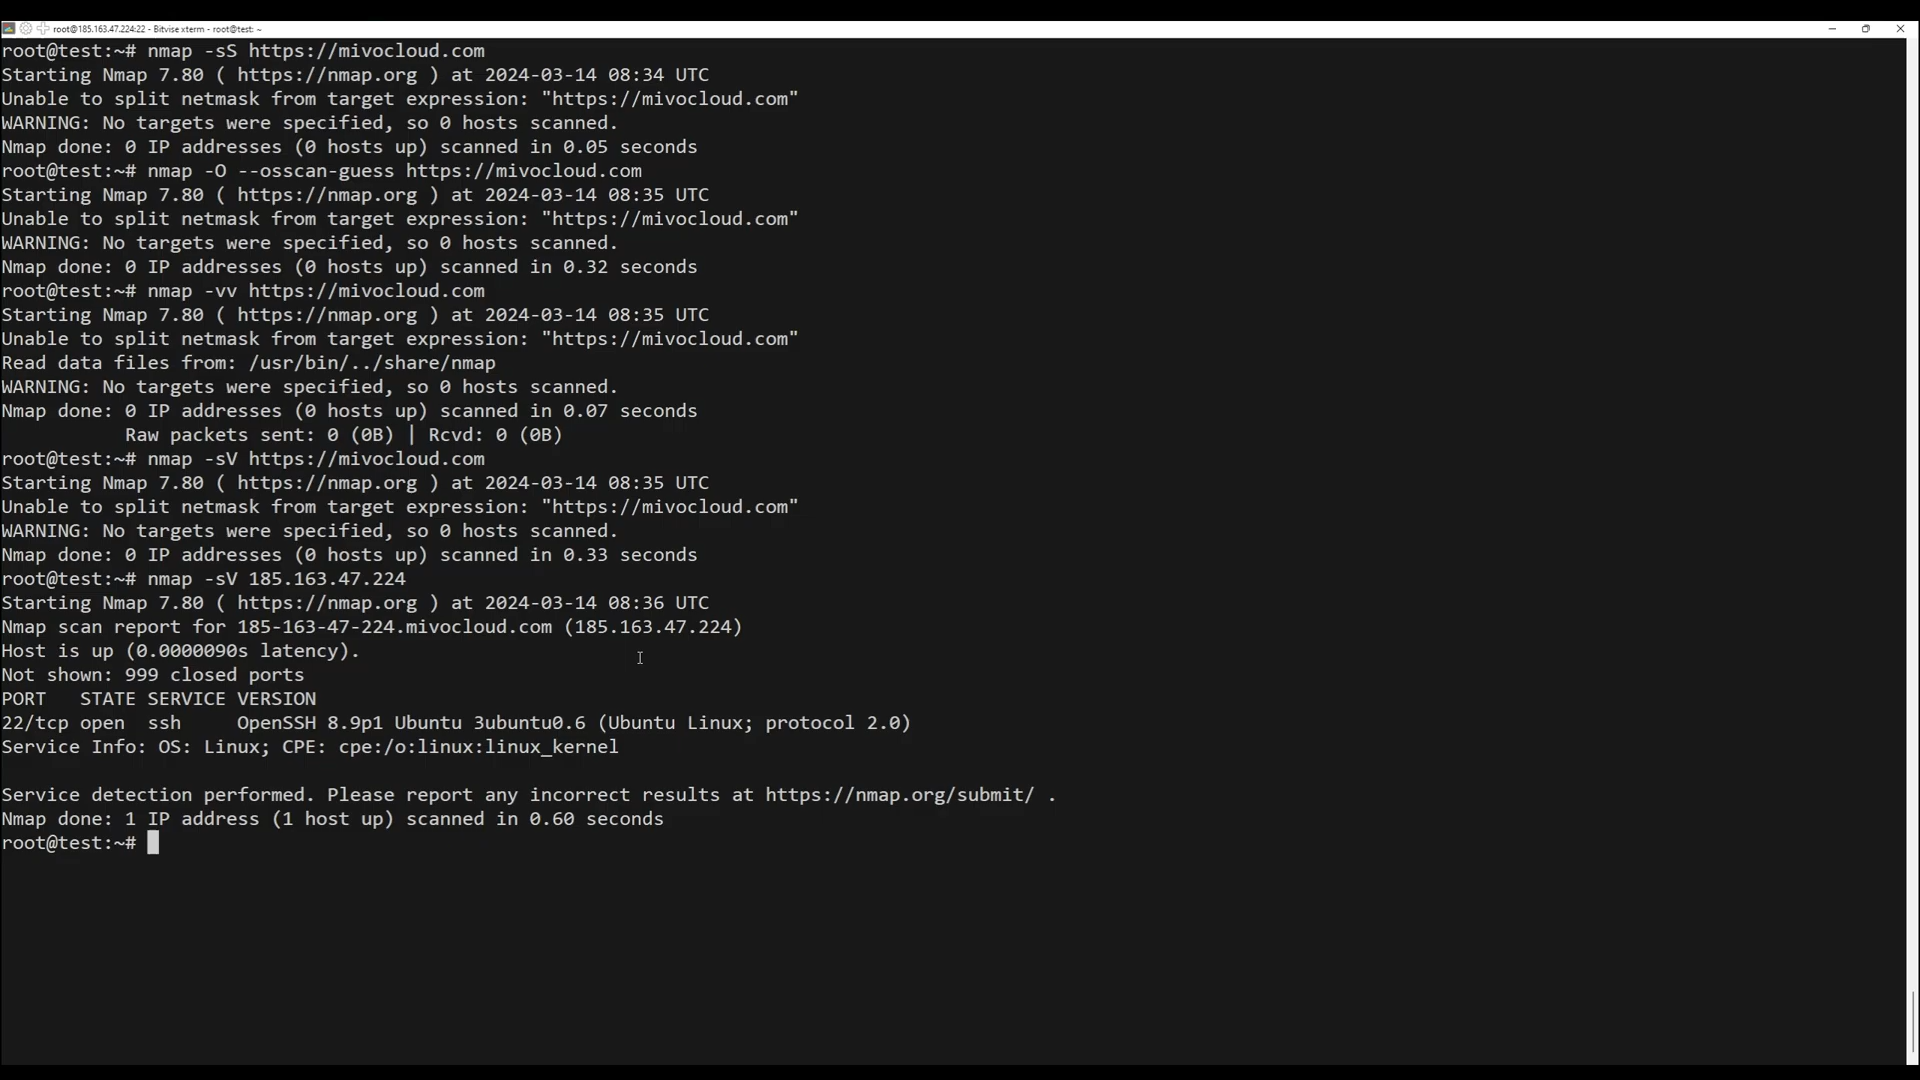 root@185.163.47.224:22 - Bitvise xterm - root@test: ~
root@test:~# nmap -sS https://mivocloud.com
Starting Nmap 7.80 ( https://nmap.org ) at 2024-03-14 08:34 UTC
Unable to split netmask from target expression: "https://mivocloud.com"
WARNING: No targets were specified, so 0 hosts scanned.
Nmap done: 0 IP addresses (0 hosts up) scanned in 0.05 seconds
root@test:~# nmap -O --osscan-guess https://mivocloud.com
Starting Nmap 7.80 ( https://nmap.org ) at 2024-03-14 08:35 UTC
Unable to split netmask from target expression: "https://mivocloud.com"
WARNING: No targets were specified, so 0 hosts scanned.
Nmap done: 0 IP addresses (0 hosts up) scanned in 0.32 seconds
root@test:~# nmap -vv https://mivocloud.com
Starting Nmap 7.80 ( https://nmap.org ) at 2024-03-14 08:35 UTC
Unable to split netmask from target expression: "https://mivocloud.com"
Read data files from: /usr/bin/../share/nmap
WARNING: No targets were specified, so 0 hosts scanned.
Nmap done: 0 IP addresses (0 hosts up) scanned in 0.07 seconds
           Raw packets sent: 0 (0B) | Rcvd: 0 (0B)
root@test:~# nmap -sV https://mivocloud.com
Starting Nmap 7.80 ( https://nmap.org ) at 2024-03-14 08:35 UTC
Unable to split netmask from target expression: "https://mivocloud.com"
WARNING: No targets were specified, so 0 hosts scanned.
Nmap done: 0 IP addresses (0 hosts up) scanned in 0.33 seconds
root@test:~# nmap -sV 185.163.47.224
Starting Nmap 7.80 ( https://nmap.org ) at 2024-03-14 08:36 UTC
Nmap scan report for 185-163-47-224.mivocloud.com (185.163.47.224)
Host is up (0.0000090s latency).
Not shown: 999 closed ports
PORT   STATE SERVICE VERSION
22/tcp open  ssh     OpenSSH 8.9p1 Ubuntu 3ubuntu0.6 (Ubuntu Linux; protocol 2.0)
Service Info: OS: Linux; CPE: cpe:/o:linux:linux_kernel
Service detection performed. Please report any incorrect results at https://nmap.org/submit/ .
Nmap done: 1 IP address (1 host up) scanned in 0.60 seconds
root@test:~#